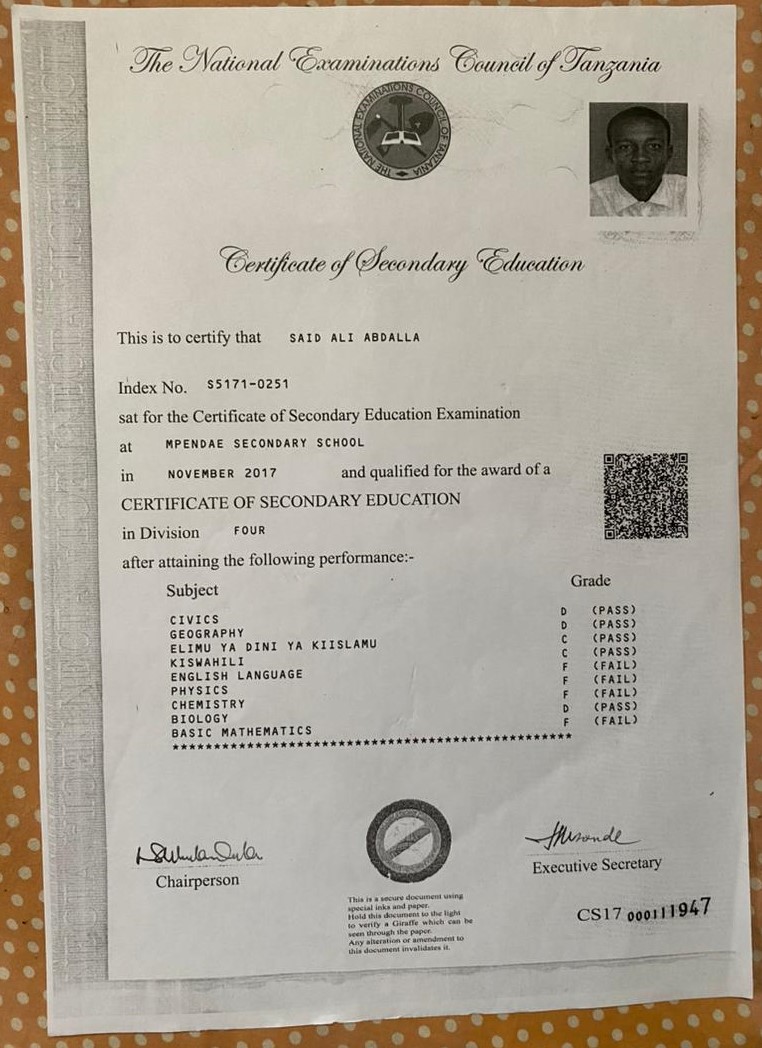 The National Examinations Council of Tanzania
THE NATIONAL EXAMINATIONS COUNCIL OF TANZANIA
Certificate of Secondary Education
This is to certify that SAID ALI ABDALLA
Index No. S5171-0251
sat for the Certificate of Secondary Education Examination
at MPENDAE SECONDARY SCHOOL
in NOVEMBER 2017 and qualified for the award of a
CERTIFICATE OF SECONDARY EDUCATION
in Division FOUR
after attaining the following performance:-
Subject Grade
CIVICS D (PASS)
GEOGRAPHY D (PASS)
ELIMU YA DINI YA KIISLAMU C (PASS)
KISWAHILI C (PASS)
ENGLISH LANGUAGE F (FAIL)
PHYSICS F (FAIL)
CHEMISTRY F (FAIL)
BIOLOGY D (PASS)
BASIC MATHEMATICS F (FAIL)
Chairperson
Executive Secretary
This is a secure document using
special inks and paper.
Hold this document to the light
to verify a Giraffe which can be
seen through the paper.
Any alteration or amendment to
this document invalidates it.
CS17 000111947